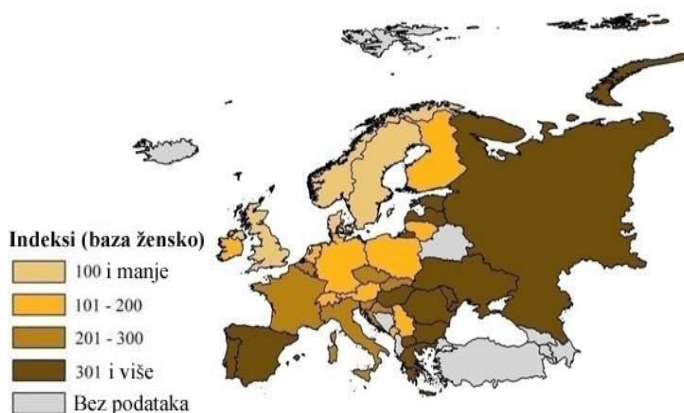 Indeksi (baza žensko)
100 i manje
101 - 200
201 - 300
301 i više
Bez podataka